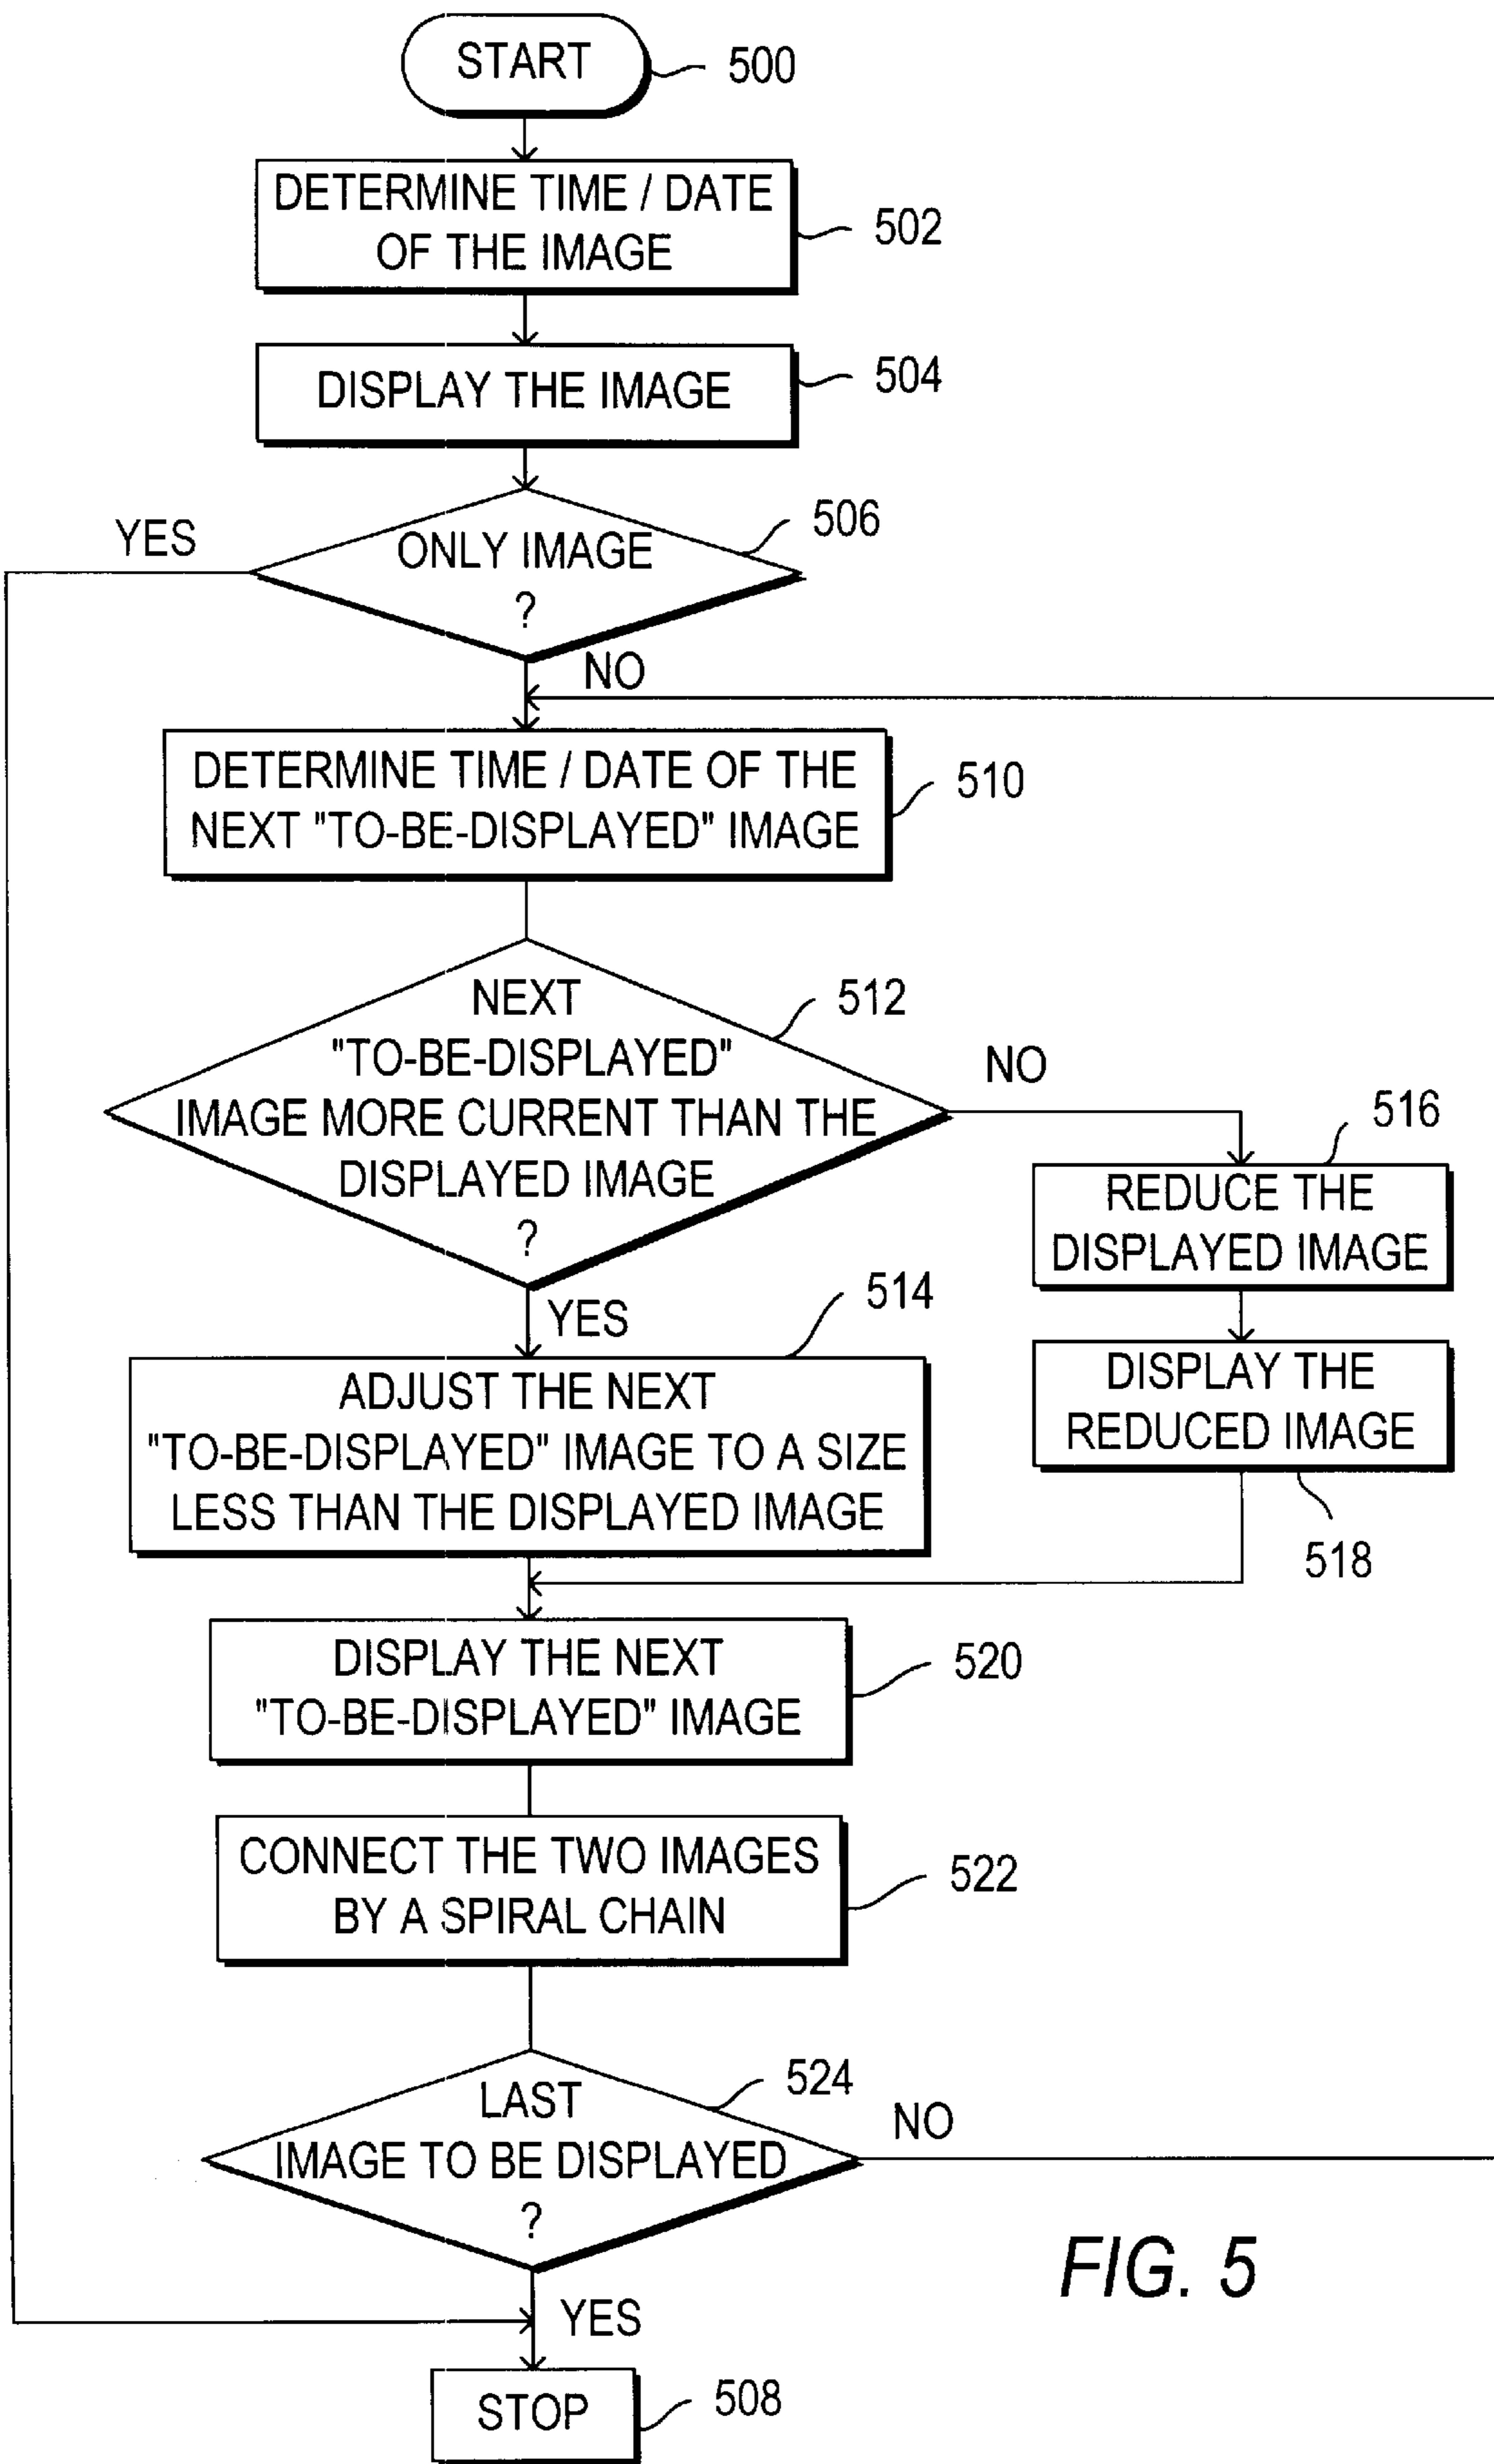 START
500
DETERMINE TIME / DATE
OF THE IMAGE
502
DISPLAY THE IMAGE
504
YES
ONLY IMAGE
?
506
NO
DETERMINE TIME / DATE OF THE
NEXT "TO-BE-DISPLAYED" IMAGE
510
NEXT
"TO-BE-DISPLAYED"
IMAGE MORE CURRENT THAN THE
DISPLAYED IMAGE
?
512
NO
516
REDUCE THE
DISPLAYED IMAGE
YES
514
ADJUST THE NEXT
"TO-BE-DISPLAYED" IMAGE TO A SIZE
LESS THAN THE DISPLAYED IMAGE
DISPLAY THE
REDUCED IMAGE
518
DISPLAY THE NEXT
"TO-BE-DISPLAYED" IMAGE
520
CONNECT THE TWO IMAGES
BY A SPIRAL CHAIN
522
LAST
IMAGE TO BE DISPLAYED
?
524
NO
YES
STOP
508
FIG. 5